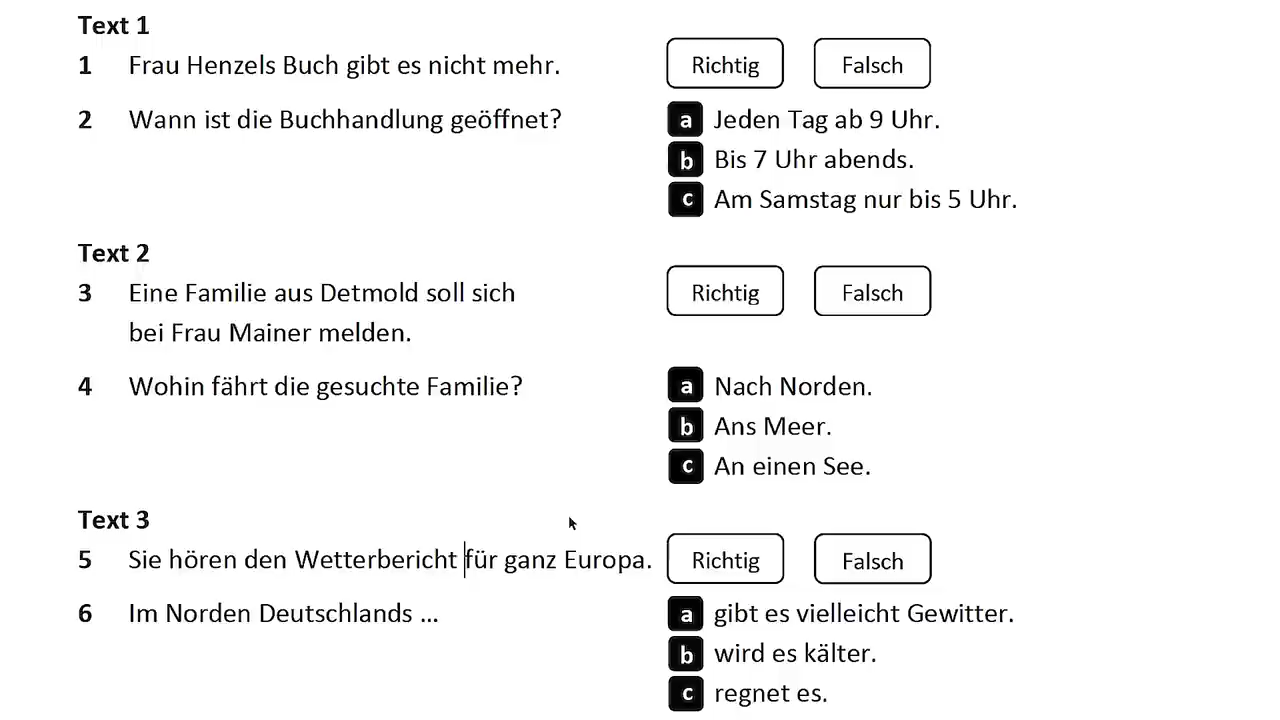 Text 1
1 Frau Henzels Buch gibt es nicht mehr. Richtig Falsch
2 Wann ist die Buchhandlung geöffnet? a Jeden Tag ab 9 Uhr.
b Bis 7 Uhr abends.
c Am Samstag nur bis 5 Uhr.
Text 2
3 Eine Familie aus Detmold soll sich Richtig Falsch
bei Frau Mainer melden.
4 Wohin fährt die gesuchte Familie? a Nach Norden.
b Ans Meer.
c An einen See.
Text 3
5 Sie hören den Wetterbericht für ganz Europa. Richtig Falsch
6 Im Norden Deutschlands ... a gibt es vielleicht Gewitter.
b wird es kälter.
c regnet es.